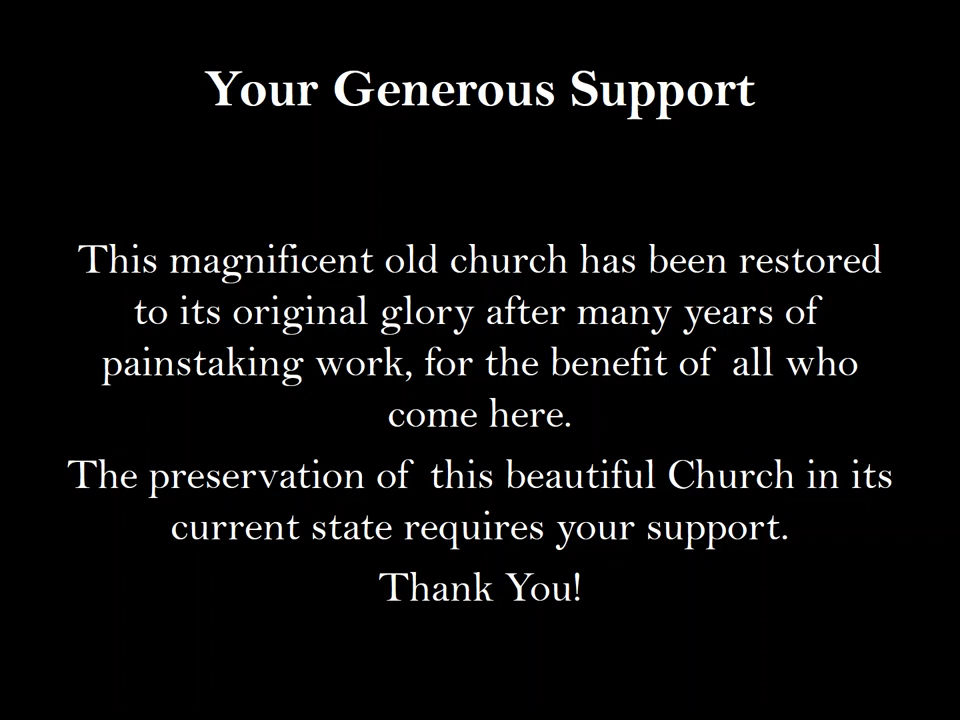 Your Generous Support
This magnificent old church has been restored
to its original glory after many years of
painstaking work, for the benefit of all who
come here.
The preservation of this beautiful Church in its
current state requires your support.
Thank You!